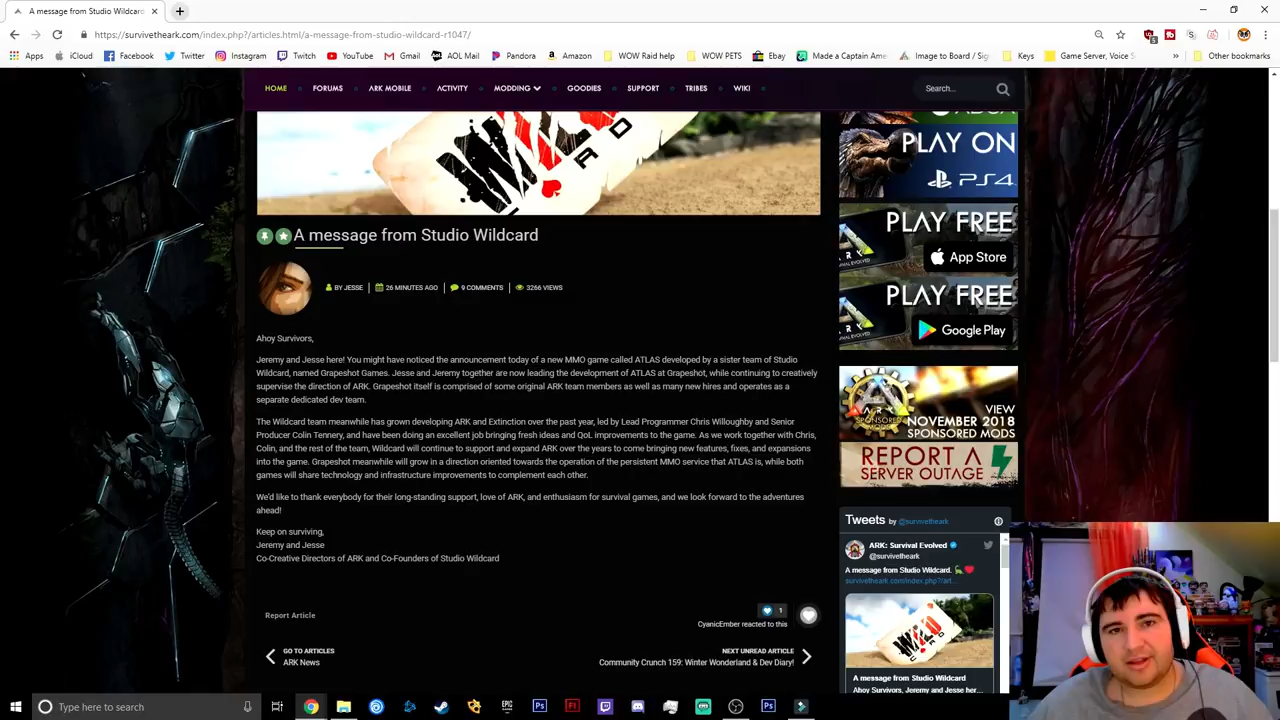 A message from Studio Wildcard
https://survivetheark.com/index.php?/articles.html/a-message-from-studio-wildcard-r1047/
Apps
iCloud
Instagram
Twitch
YouTube
Gmail
AOL Mail
Pandora
Amazon
WOW Raid help
WOW PETS
Ebay
Made a Captain Ame
Image to Board / Sig
Keys
Game Server, Voice S
Other bookmarks
HOME
FORUMS
ARK MOBILE
ACTIVITY
MODDING
GOODIES
SUPPORT
TRIBES
WIKI
Search...
PLAY ON
PS4
A message from Studio Wildcard
PLAY FREE
App Store
BY JESSE
26 MINUTES AGO
9 COMMENTS
3266 VIEWS
PLAY FREE
Google Play
Ahoy Survivors,
Jeremy and Jesse here! You might have noticed the announcement today of a new MMO game called ATLAS developed by a sister team of Studio
Wildcard, named Grapeshot Games. Jesse and Jeremy together are now leading the development of ATLAS at Grapeshot, while continuing to creatively
supervise the direction of ARK. Grapeshot itself is comprised of some original ARK team members as well as many new hires and operates as a
separate dedicated dev team.
The Wildcard team meanwhile has grown developing ARK and Extinction over the past year, led by Lead Programmer Chris Willoughby and Senior
Producer Colin Tennery, and have been doing an excellent job bringing fresh ideas and QoL improvements to the game. As we work together with Chris,
Colin, and the rest of the team, Wildcard will continue to support and expand ARK over the years to come bringing new features, fixes, and expansions
into the game. Grapeshot meanwhile will grow in a direction oriented towards the operation of the persistent MMO service that ATLAS is, while both
games will share technology and infrastructure improvements to complement each other.
We'd like to thank everybody for their long-standing support, love of ARK, and enthusiasm for survival games, and we look forward to the adventures
ahead!
Keep on surviving,
Jeremy and Jesse
Co-Creative Directors of ARK and Co-Founders of Studio Wildcard
VIEW
NOVEMBER 2018
SPONSORED MODS
REPORT A
SERVER OUTAGE
Tweets by @survivetheark
ARK: Survival Evolved
@survivetheark
A message from Studio Wildcard.
survivetheark.com/index.php?/art...
A message from Studio Wildcard
Ahoy Survivors, Jeremy and Jesse her...
Report Article
1
CyanicEmber reacted to this
GO TO ARTICLES
ARK News
NEXT UNREAD ARTICLE
Community Crunch 159: Winter Wonderland & Dev Diary!
Type here to search